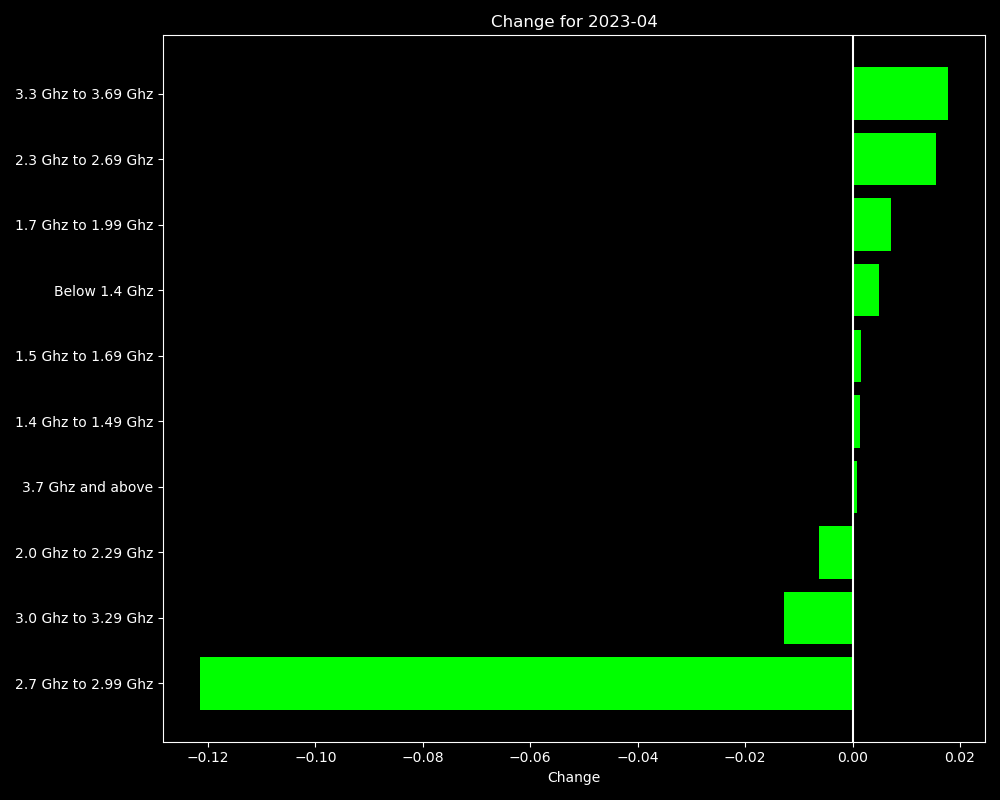 Change for 2023-04
3.3 Ghz to 3.69 Ghz
2.3 Ghz to 2.69 Ghz
1.7 Ghz to 1.99 Ghz
Below 1.4 Ghz
1.5 Ghz to 1.69 Ghz
1.4 Ghz to 1.49 Ghz
3.7 Ghz and above
2.0 Ghz to 2.29 Ghz
3.0 Ghz to 3.29 Ghz
2.7 Ghz to 2.99 Ghz
−0.12 −0.10 −0.08 −0.06 −0.04 −0.02 0.00 0.02
Change